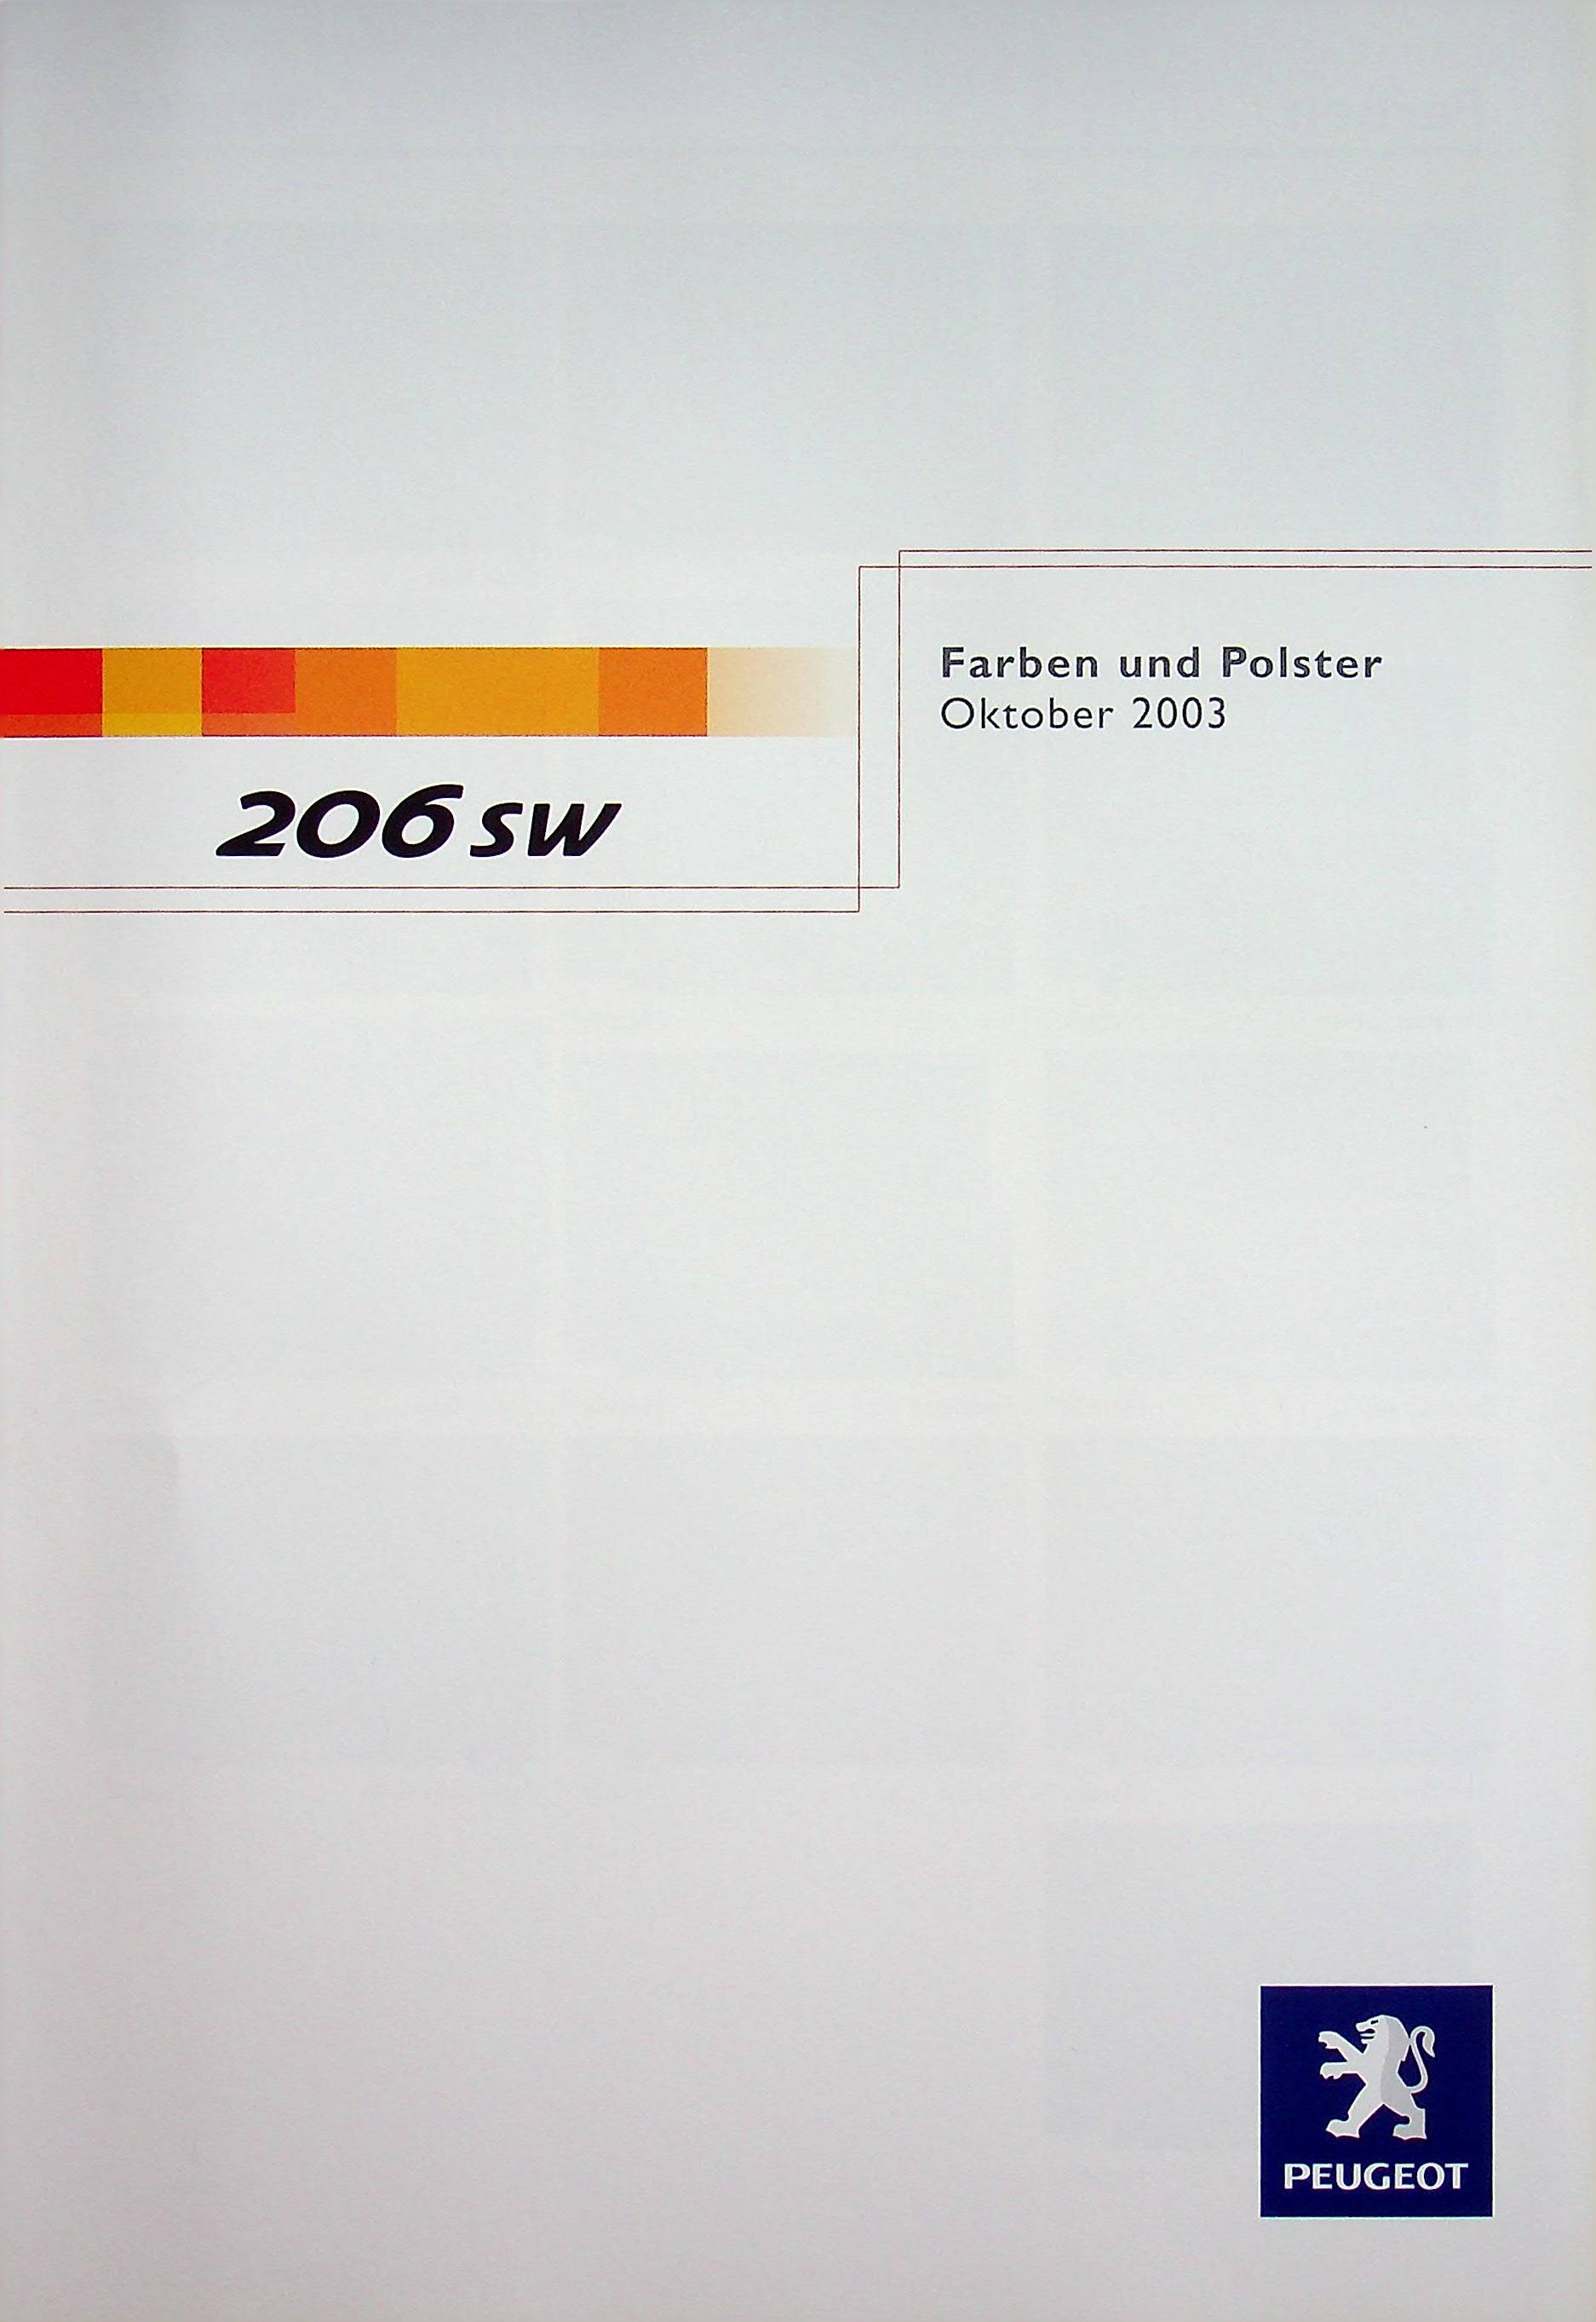 Farben und Polster
Oktober 2003
206 SW
PEUGEOT